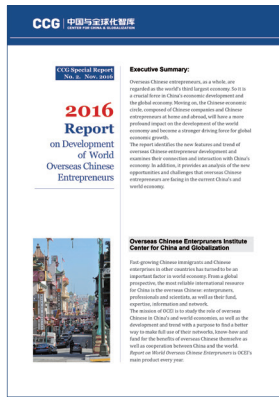 CCG 中国与全球化智库
CENTER FOR CHINA & GLOBALIZATION
CCG Special Report
No. 2, Nov. 2016
2016
Report
on Development
of World
Overseas Chinese
Entrepreneurs
Executive Summary:
Overseas Chinese entrepreneurs, as a whole, are
regarded as the world's third largest economy. So it is
a crucial force in China's economic development and
the global economy. Moving on, the Chinese economic
circle, composed of Chinese companies and Chinese
entrepreneurs at home and abroad, will have a more
profound impact on the development of the world
economy and become a stronger driving force for global
economic growth.
The report identifies the new features and trend of
overseas Chinese entrepreneur development and
examines their connection and interaction with China's
economy. In addition, it provides an analysis of the new
opportunities and challenges that overseas Chinese
entrepreneurs are facing in the current China's and
world economy.
Overseas Chinese Enterpruners Institute
Center for China and Globalization
Fast-growing Chinese immigrants and Chinese
enterprises in other countries has turned to be an
important factor in world economy. From a global
prospective, the most reliable international resource
for China is the overseas Chinese: enterpruners,
professionals and scientists, as well as their fund,
expertise, information and network.
The mission of OCEI is to study the role of overseas
Chinese in China's and world economies, as well as the
development and trend with a purpose to find a better
way to make full use of their networks, know-how and
fund for the benefits of overseas Chinese themselve as
well as cooperation between China and the world.
Report on World Overseas Chinese Enterpruners is OCEI's
main product every year.